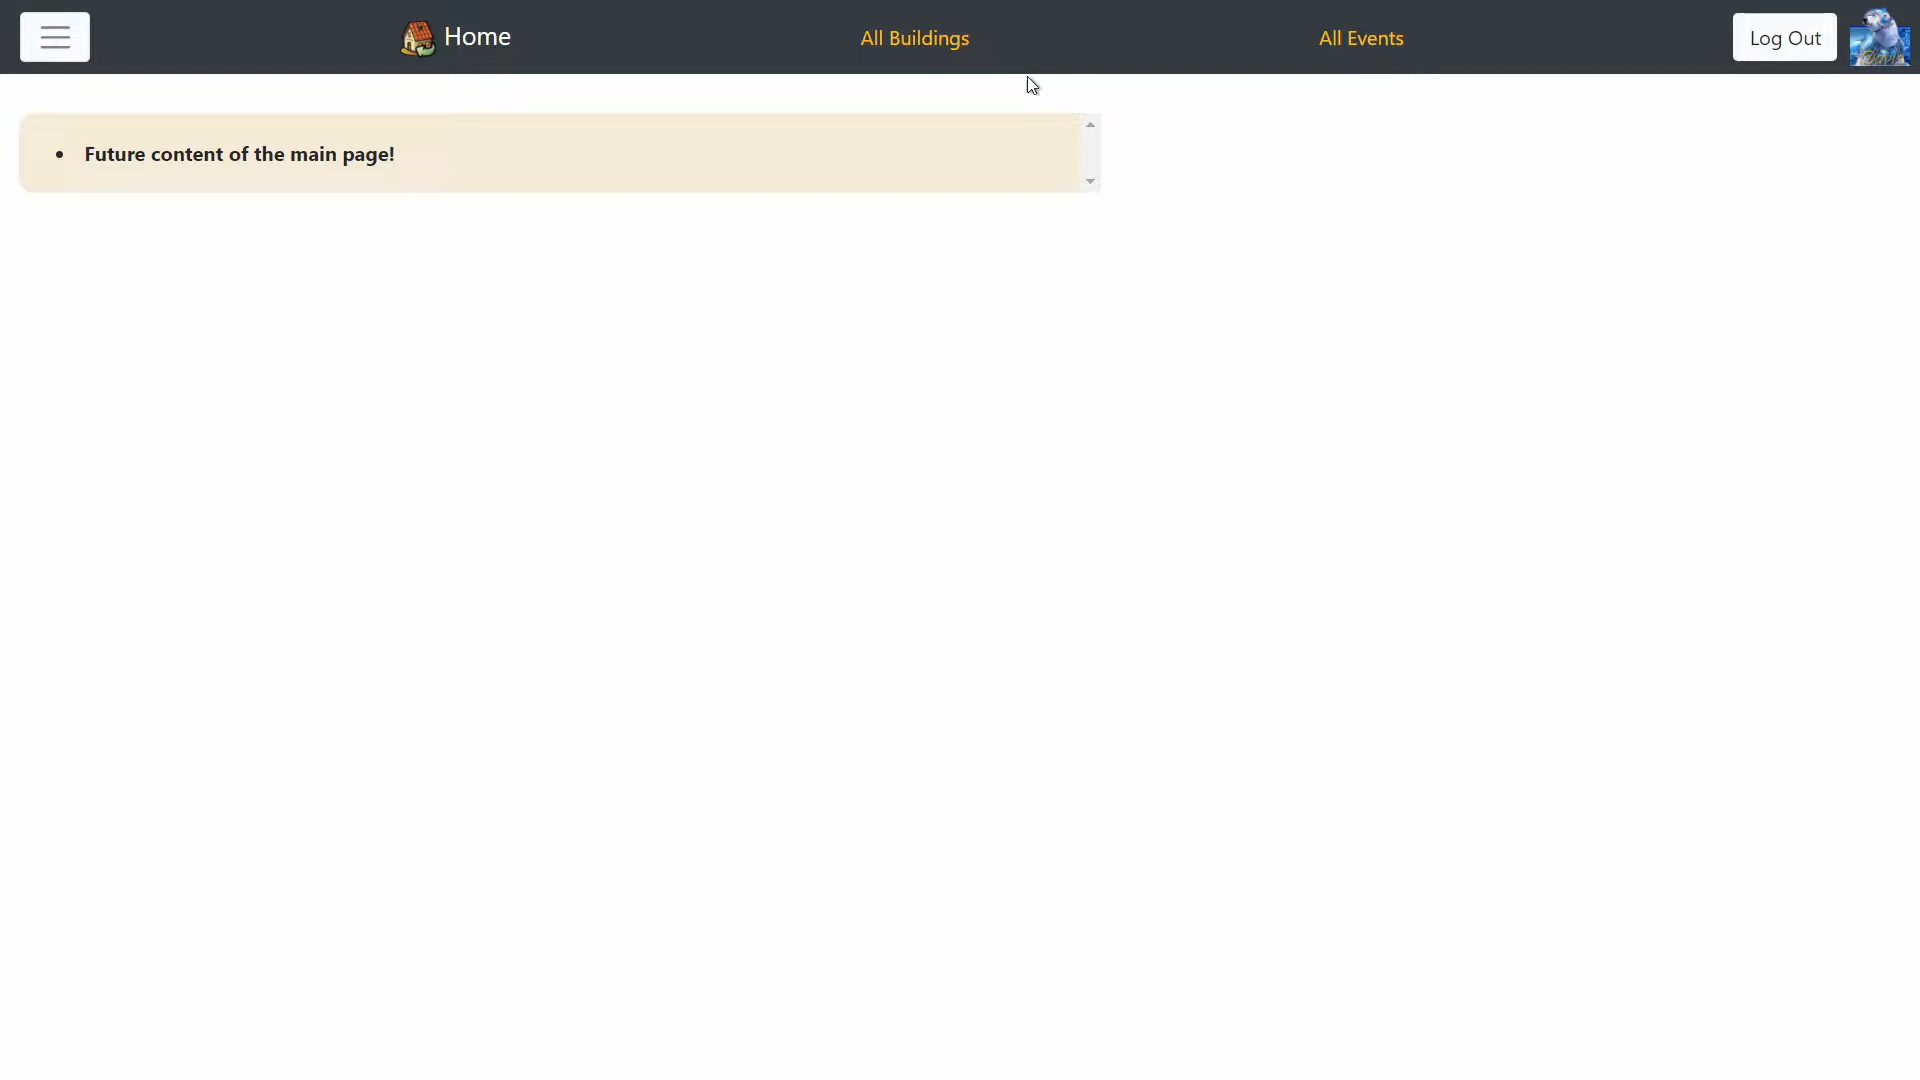 Home
All Buildings
All Events
Log Out
Future content of the main page!